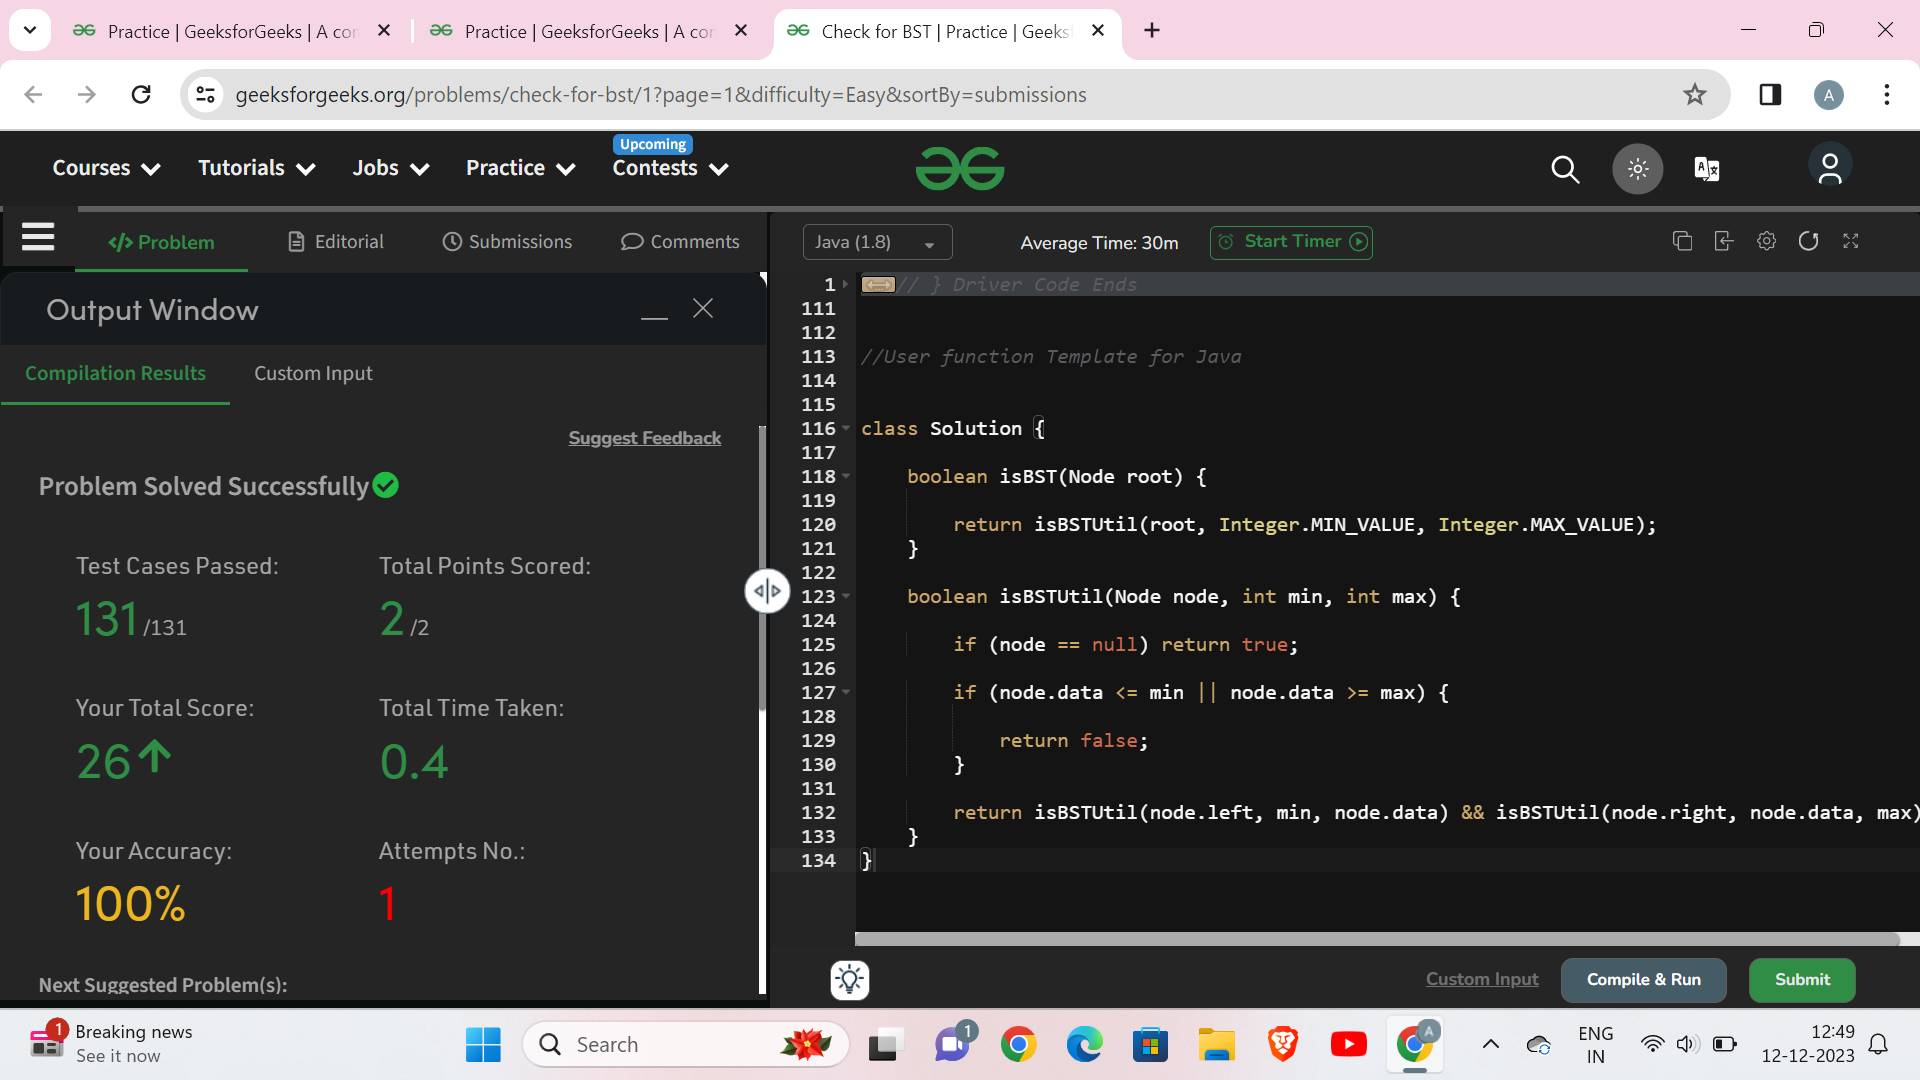 Practice | GeeksforGeeks | A cor
Practice | GeeksforGeeks | A cor
Check for BST | Practice | Geeks
geeksforgeeks.org/problems/check-for-bst/1?page=1&difficulty=Easy&sortBy=submissions
A
Courses
Tutorials
Jobs
Practice
Upcoming
Contests
Problem
Editorial
Submissions
Comments
Java (1.8)
Average Time: 30m
Start Timer
Output Window
Compilation Results
Custom Input
Suggest Feedback
Problem Solved Successfully
Test Cases Passed:
Total Points Scored:
131 /131
2 /2
Your Total Score:
Total Time Taken:
26
0.4
Your Accuracy:
Attempts No.:
100%
1
Next Suggested Problem(s):
1 // } Driver Code Ends
111
112
113 //User function Template for Java
114
115
116 class Solution {
117
118 boolean isBST(Node root) {
119
120 return isBSTUtil(root, Integer.MIN_VALUE, Integer.MAX_VALUE);
121 }
122
123 boolean isBSTUtil(Node node, int min, int max) {
124
125 if (node == null) return true;
126
127 if (node.data <= min || node.data >= max) {
128
129 return false;
130 }
131
132 return isBSTUtil(node.left, min, node.data) && isBSTUtil(node.right, node.data, max)
133 }
134 }
Custom Input
Compile & Run
Submit
1
Breaking news
See it now
Search
1
A
ENG
IN
12:49
12-12-2023